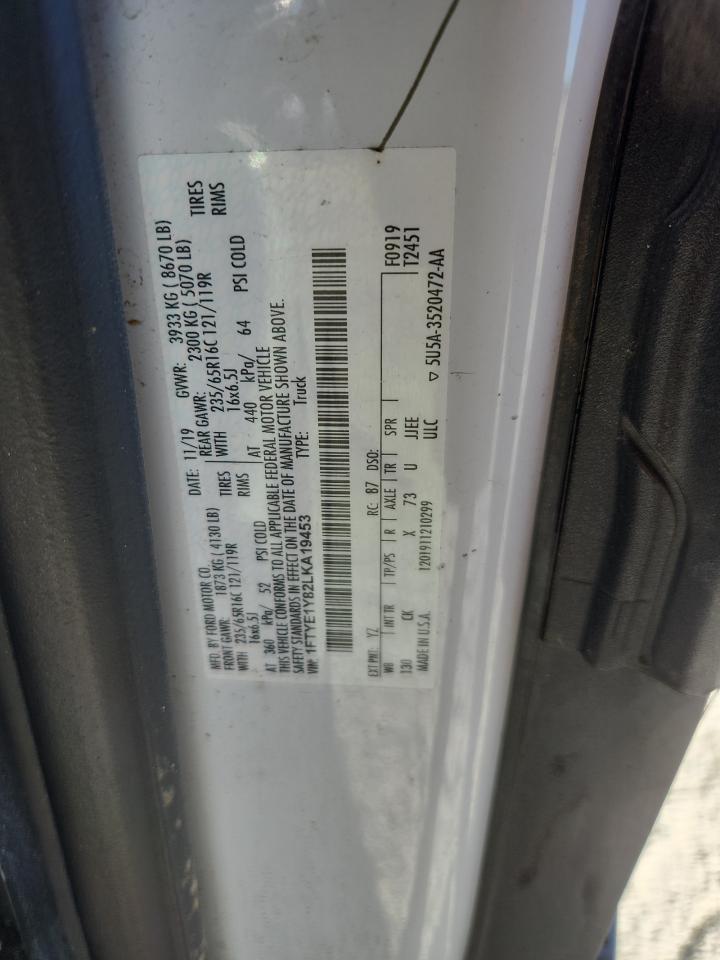 MFD. BY FORD MOTOR CO.
DATE: 11/19 GVWR: 3933 KG ( 8670 LB)
FRONT GAWR: 1873 KG ( 4130 LB) REAR GAWR: 2300 KG ( 5070 LB)
WITH 235/65R16C 121/119R TIRES WITH 235/65R16C 121/119R TIRES
16x6.5J RIMS 16x6.5J RIMS
AT 360 kPa/ 52 PSI COLD AT 440 kPa/ 64 PSI COLD
THIS VEHICLE CONFORMS TO ALL APPLICABLE FEDERAL MOTOR VEHICLE
SAFETY STANDARDS IN EFFECT ON THE DATE OF MANUFACTURE SHOWN ABOVE.
VIN: 1FTYE1Y82LKA19453 TYPE: Truck
EXT PNT: YZ RC: 87 DSO: F0919
WB INT TR TP/PS R AXLE TR SPR T2451
130 CK X 73 U JJEE
MADE IN U.S.A. 1201911210299 ULC
▽ 5U5A-3520472-AA